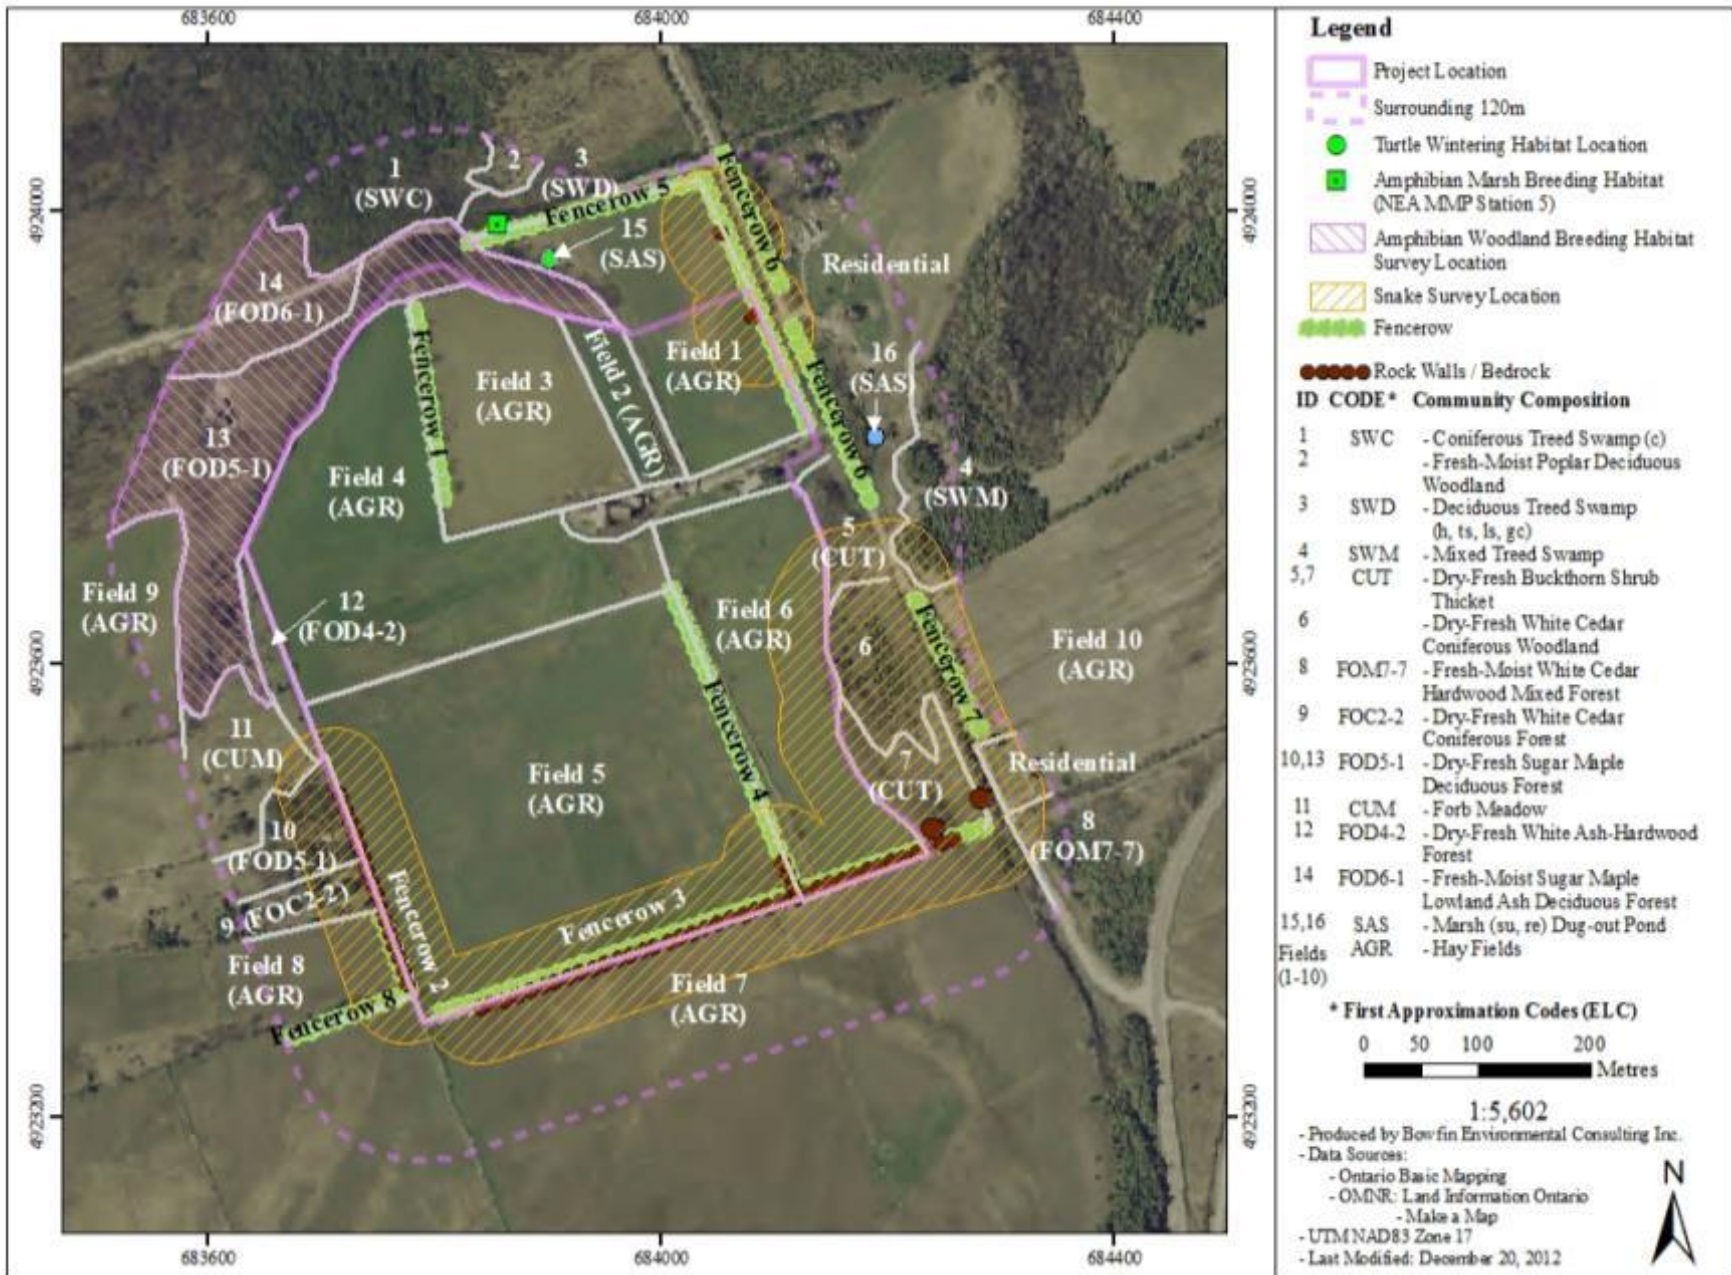 683600
684000
684400
4924000
4923600
4923200
4924000
4923600
4923200
683600
684000
684400
1
(SWC)
2
3
(SWD)
Fencerow 5
Fencerow 6
15
(SAS)
Residential
14
(FOD6-1)
Fencerow 1
Field 3
(AGR)
Field 2 (AGR)
Field 1
(AGR)
16
(SAS)
Fencerow 6
13
(FOD5-1)
Field 4
(AGR)
4
(SWM)
5
(CUT)
Field 9
(AGR)
12
(FOD4-2)
Field 6
(AGR)
6
Fencerow 7
Field 10
(AGR)
11
(CUM)
Fencerow 4
Field 5
(AGR)
7
(CUT)
Residential
8
(FOM7-7)
10
(FOD5-1)
9 (FOC2-2)
Fencerow 2
Fencerow 3
Field 8
(AGR)
Fencerow 8
Field 7
(AGR)
Legend
Project Location
Surrounding 120m
Turtle Wintering Habitat Location
Amphibian Marsh Breeding Habitat
(NEA MMP Station 5)
Amphibian Woodland Breeding Habitat
Survey Location
Snake Survey Location
Fencerow
Rock Walls / Bedrock
ID CODE* Community Composition
1 SWC - Coniferous Treed Swamp (c)
2 - Fresh-Moist Poplar Deciduous
Woodland
3 SWD - Deciduous Treed Swamp
(h, ts, ls, gc)
4 SWM - Mixed Treed Swamp
5,7 CUT - Dry-Fresh Buckthorn Shrub
Thicket
6 - Dry-Fresh White Cedar
Coniferous Woodland
8 FOM7-7 - Fresh-Moist White Cedar
Hardwood Mixed Forest
9 FOC2-2 - Dry-Fresh White Cedar
Coniferous Forest
10,13 FOD5-1 - Dry-Fresh Sugar Maple
Deciduous Forest
11 CUM - Forb Meadow
12 FOD4-2 - Dry-Fresh White Ash-Hardwood
Forest
14 FOD6-1 - Fresh-Moist Sugar Maple
Lowland Ash Deciduous Forest
15,16 SAS - Marsh (su, re) Dug-out Pond
Fields AGR - Hay Fields
(1-10)
* First Approximation Codes (ELC)
0 50 100 200
Metres
1:5,602
- Produced by Bowfin Environmental Consulting Inc.
- Data Sources:
- Ontario Basic Mapping
- OMNR: Land Information Ontario
- Make a Map
- UTM NAD83 Zone 17
- Last Modified: December 20, 2012
N